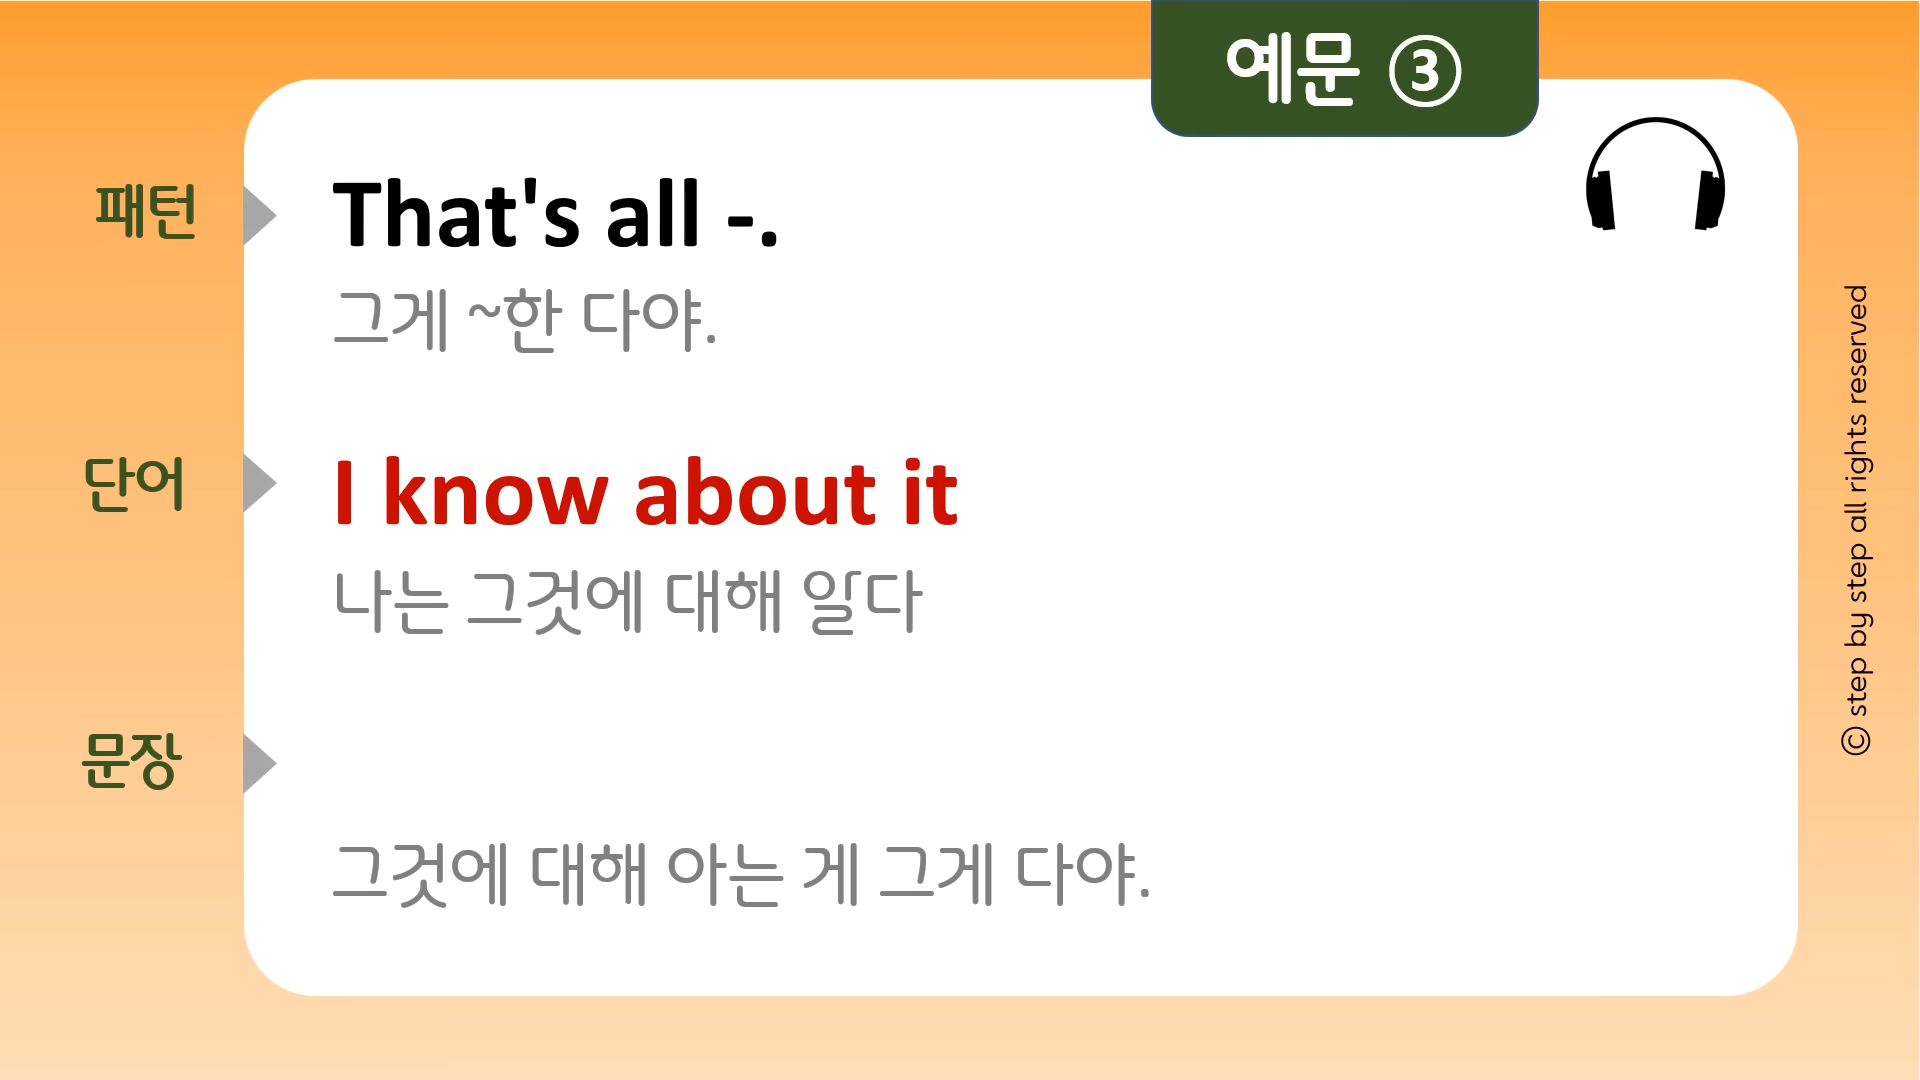 예문 ③
패턴
That's all -.
그게 ~한 다야.
단어
I know about it
나는 그것에 대해 알다
문장
그것에 대해 아는 게 그게 다야.
© step by step all rights reserved